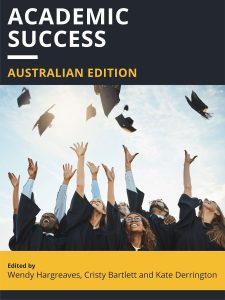 ACADEMIC
SUCCESS
AUSTRALIAN EDITION
Edited by
Wendy Hargreaves, Cristy Bartlett and Kate Derrington